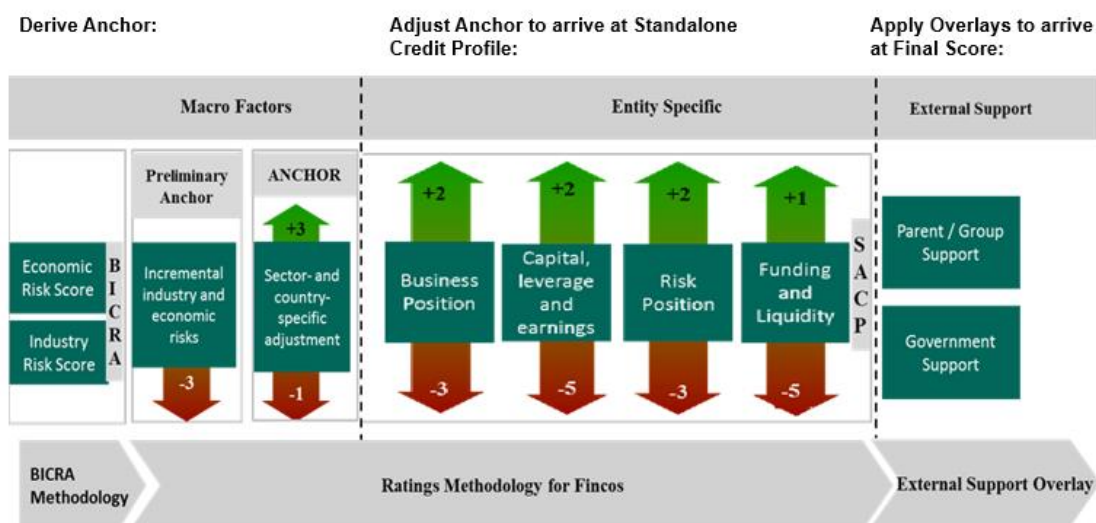 Derive Anchor:
Adjust Anchor to arrive at Standalone
Credit Profile:
Apply Overlays to arrive
at Final Score:
Macro Factors
Entity Specific
External Support
Economic
Risk Score
Industry
Risk Score
BICRA
Preliminary
Anchor
Incremental
industry and
economic
risks
-3
ANCHOR
+3
Sector- and
country-
specific
adjustment
-1
+2
Business
Position
-3
+2
Capital,
leverage
and
earnings
-5
+2
Risk
Position
-3
+1
Funding
and
Liquidity
-5
SACP
Parent / Group
Support
Government
Support
BICRA
Methodology
Ratings Methodology for Fincos
External Support Overlay